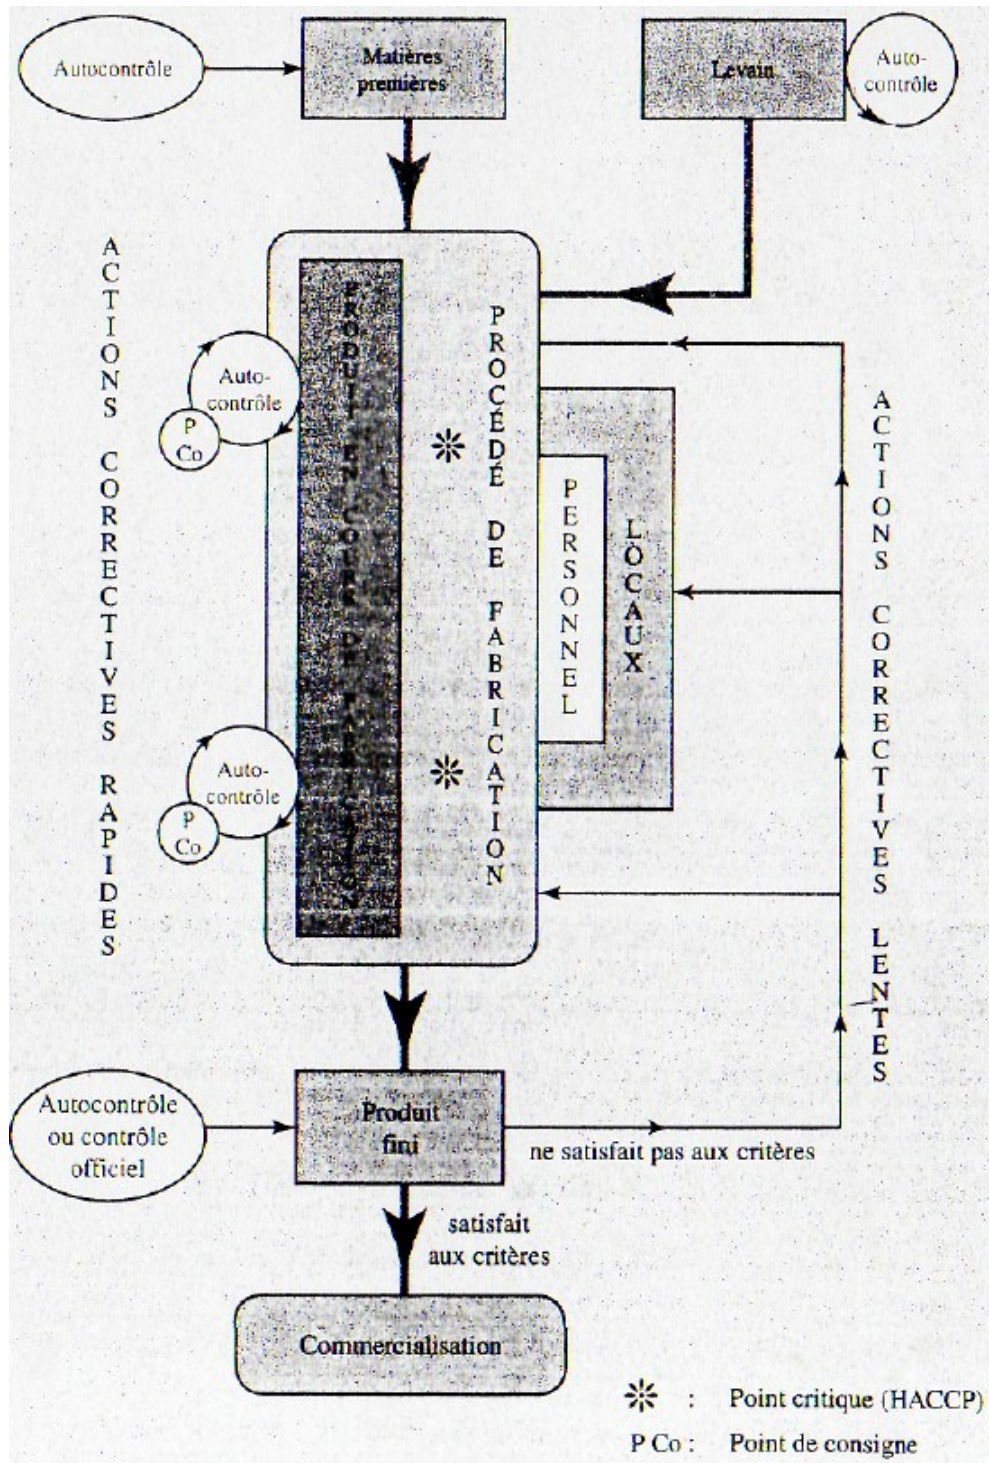 Autocontrôle
Matières
premières
Levain
Auto-
contrôle
ACTIONS CORRECTIVES RAPIDES
Auto-
contrôle
P
Co
PRODUIT EN COURS DE FABRICATION
PROCÉDÉ DE FABRICATION
PERSONNEL
LOCAUX
ACTIONS CORRECTIVES LENTES
Auto-
contrôle
P
Co
Autocontrôle
ou contrôle
officiel
Produit
fini
ne satisfait pas aux critères
satisfait
aux critères
Commercialisation
: Point critique (HACCP)
P Co : Point de consigne